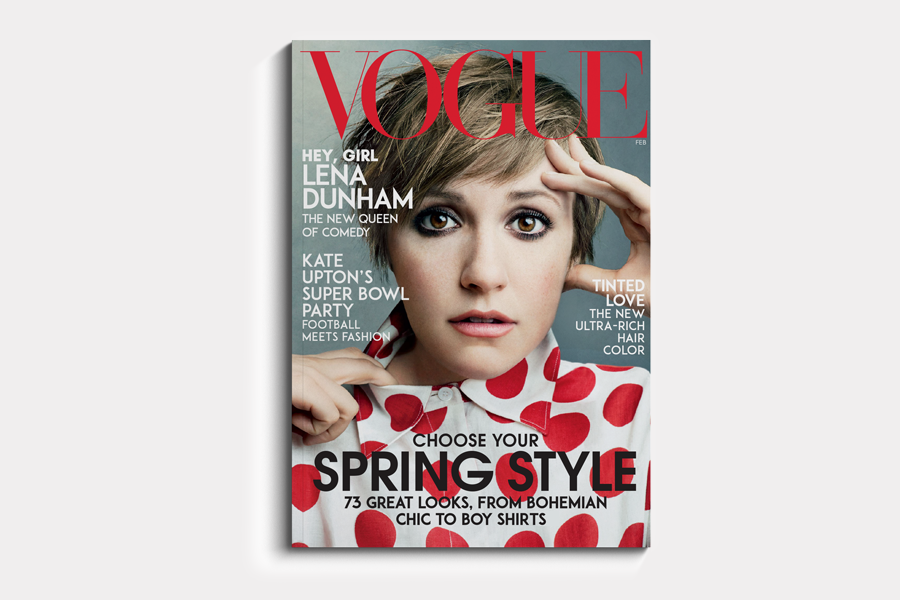 VOGUE
FEB
HEY, GIRL
LENA
DUNHAM
THE NEW QUEEN
OF COMEDY
KATE
UPTON'S
SUPER BOWL
PARTY
FOOTBALL
MEETS FASHION
TINTED
LOVE
THE NEW
ULTRA-RICH
HAIR
COLOR
CHOOSE YOUR
SPRING STYLE
73 GREAT LOOKS, FROM BOHEMIAN
CHIC TO BOY SHIRTS